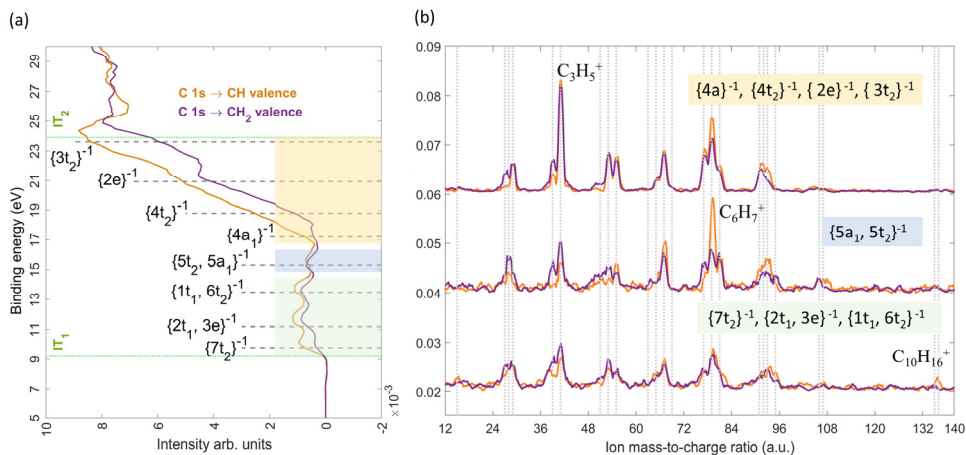 (a)
29
27
25
23
21
19
17
15
13
11
9
7
5
Binding energy (eV)
IT₂
IT₁
C 1s → CH valence
C 1s → CH₂ valence
{3t₂}⁻¹
{2e}⁻¹
{4t₂}⁻¹
{4a₁}⁻¹
{5t₂, 5a₁}⁻¹
{1t₁, 6t₂}⁻¹
{2t₁, 3e}⁻¹
{7t₂}⁻¹
10 8 6 4 2 0 -2
×10⁻³
Intensity arb. units
(b)
0.09
0.08
0.06
0.05
0.04
0.03
0.02
C₃H₅⁺
{4a}⁻¹, {4t₂}⁻¹, { 2e}⁻¹, { 3t₂}⁻¹
C₆H₇⁺
{5a₁, 5t₂}⁻¹
{7t₂}⁻¹, {2t₁, 3e}⁻¹, {1t₁, 6t₂}⁻¹
C₁₀H₁₆⁺
12 24 36 48 60 72 84 96 108 124 140
Ion mass-to-charge ratio (a.u.)